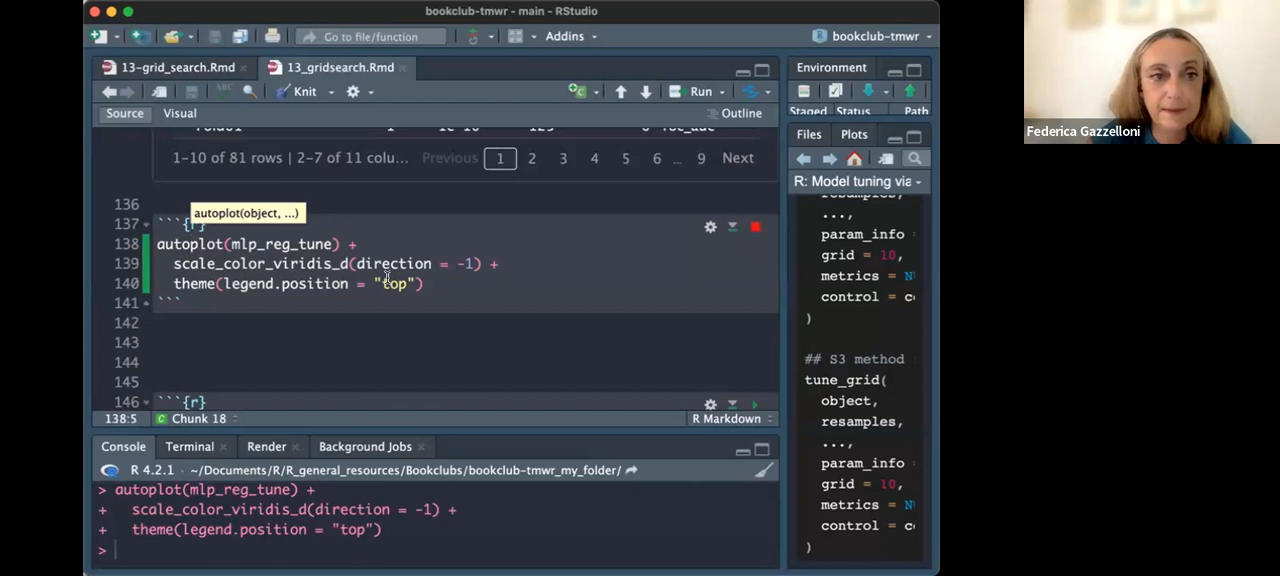 bookclub-tmwr - main - RStudio
Go to file/function
Addins
bookclub-tmwr
13-grid_search.Rmd
13_gridsearch.Rmd
Environment
Knit
Run
Staged Status Path
Source Visual
Outline
Files Plots
1-10 of 81 rows | 2-7 of 11 colu... Previous 1 2 3 4 5 6 ... 9 Next
R: Model tuning via
136
autoplot(object, ...)
137 ```{r}
138 autoplot(mlp_reg_tune) +
139 scale_color_viridis_d(direction = -1) +
140 theme(legend.position = "top")
141 ```
142
143
144
145
146 ```{r}
138:5 Chunk 18
R Markdown
resamples,
...,
param_info =
grid = 10,
metrics =
control =
)
## S3 method
tune_grid(
object,
resamples,
...,
param_info =
grid = 10,
metrics =
control =
)
Console Terminal Render Background Jobs
R 4.2.1 · ~/Documents/R/R_general_resources/Bookclubs/bookclub-tmwr_my_folder/
> autoplot(mlp_reg_tune) +
+ scale_color_viridis_d(direction = -1) +
+ theme(legend.position = "top")
>
Federica Gazzelloni